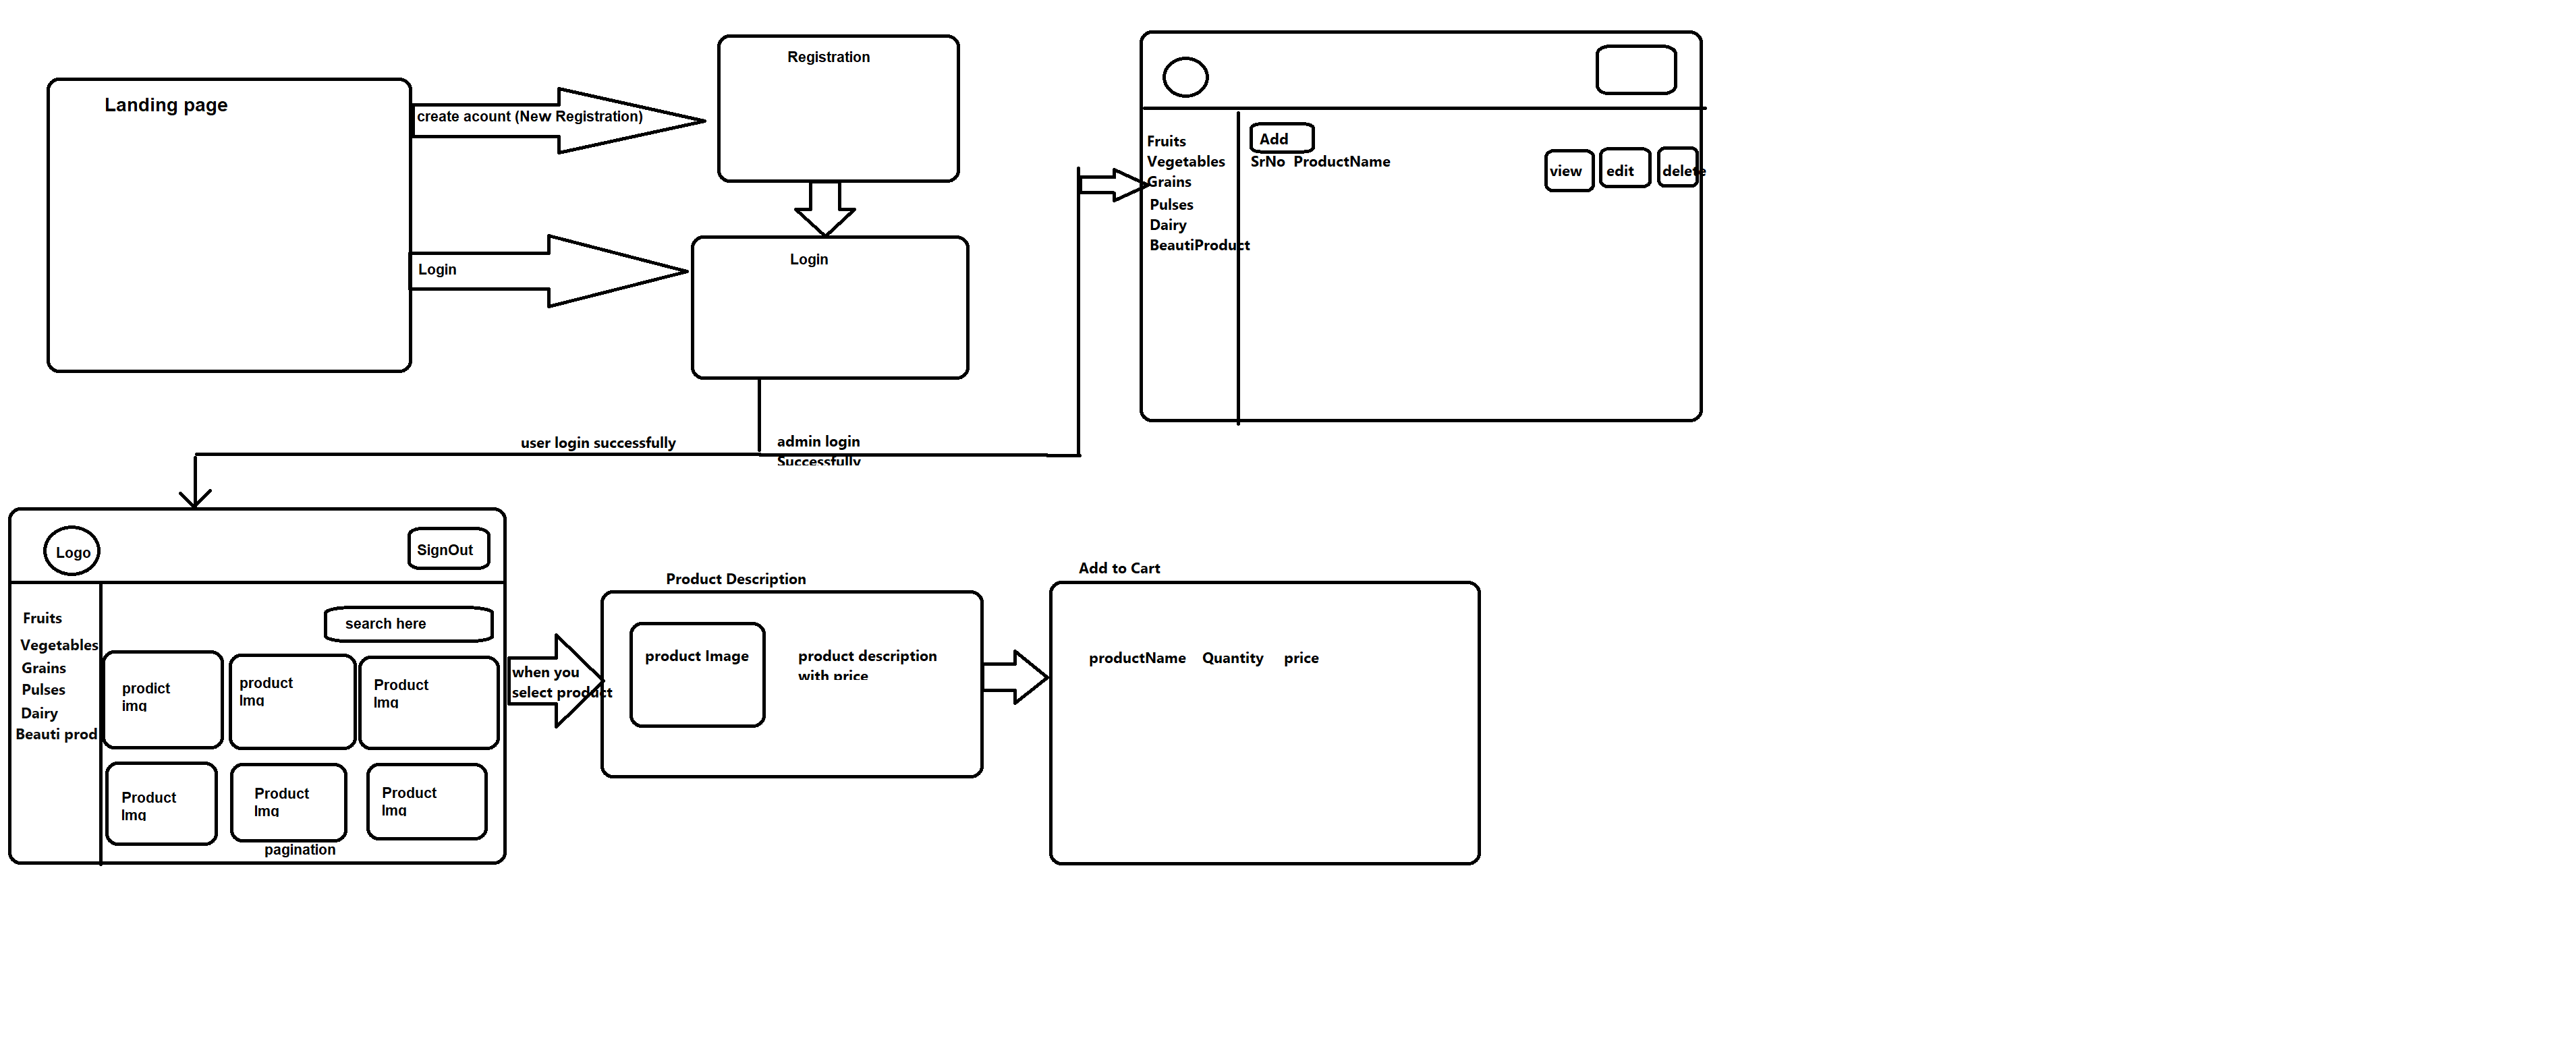 Landing page
create acount (New Registration)
Registration
Login
Login
user login successfully
admin login
Successfully
Fruits
Vegetables
Grains
Pulses
Dairy
BeautiProduct
Add
SrNo ProductName
view
edit
delete
Logo
SignOut
Fruits
Vegetables
Grains
Pulses
Dairy
Beauti prod
search here
prodict
img
product
Img
Product
Img
Product
Img
Product
Img
Product
Img
pagination
when you
select product
Product Description
product Image
product description
with price
Add to Cart
productName Quantity price